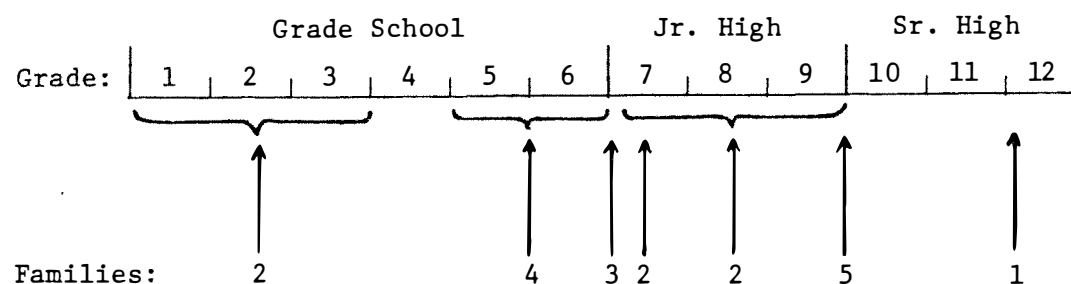 Grade School Jr. High Sr. High
Grade: 1 2 3 4 5 6 7 8 9 10 11 12
Families: 2 4 3 2 2 5 1